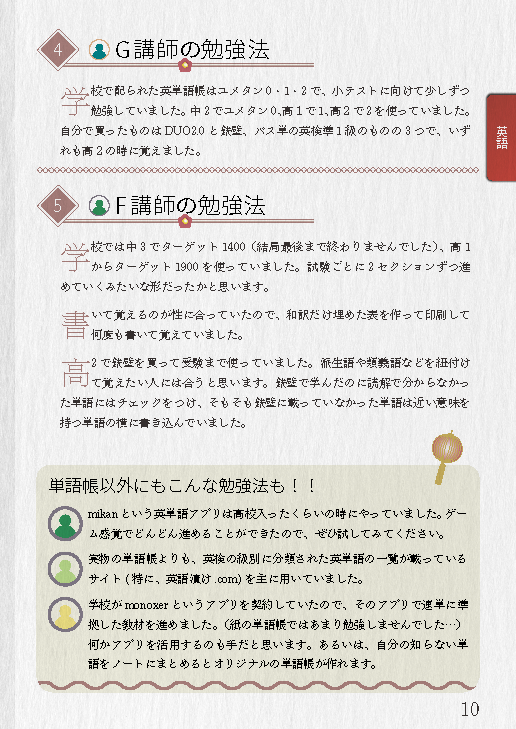 4 G講師の勉強法
学校で配られた英単語帳はユメタン0・1・2で、小テストに向けて少しずつ
勉強していました。中2でユメタン0、高1で1、高2で2を使っていました。
自分で買ったものはDUO2.0と鉄壁、パス単の英検準1級のものの3つで、いず
れも高2の時に覚えました。
英語
5 F講師の勉強法
学校では中3でターゲット1400（結局最後まで終わりませんでした）、高1
からターゲット1900を使っていました。試験ごとに2セクションずつ進
めていくみたいな形だったかと思います。
書いて覚えるのが性に合っていたので、和訳だけ埋めた表を作って印刷して
何度も書いて覚えていました。
高2で鉄壁を買って受験まで使っていました。派生語や類義語などを紐付け
て覚えたい人には合うと思います。鉄壁で学んだのに読解で分からなかっ
た単語にはチェックをつけ、そもそも鉄壁に載っていなかった単語は近い意味を
持つ単語の横に書き込んでいました。
単語帳以外にもこんな勉強法も！！
mikanという英単語アプリは高校入ったくらいの時にやっていました。ゲー
ム感覚でどんどん進めることができたので、ぜひ試してみてください。
実物の単語帳よりも、英検の級別に分類された英単語の一覧が載っている
サイト(特に、英語漬け.com)を主に用いていました。
学校がmonoxerというアプリを契約していたので、そのアプリで速単に準
拠した教材を進めました。（紙の単語帳ではあまり勉強しませんでした…）
何かアプリを活用するのも手だと思います。あるいは、自分の知らない単
語をノートにまとめるとオリジナルの単語帳が作れます。
10